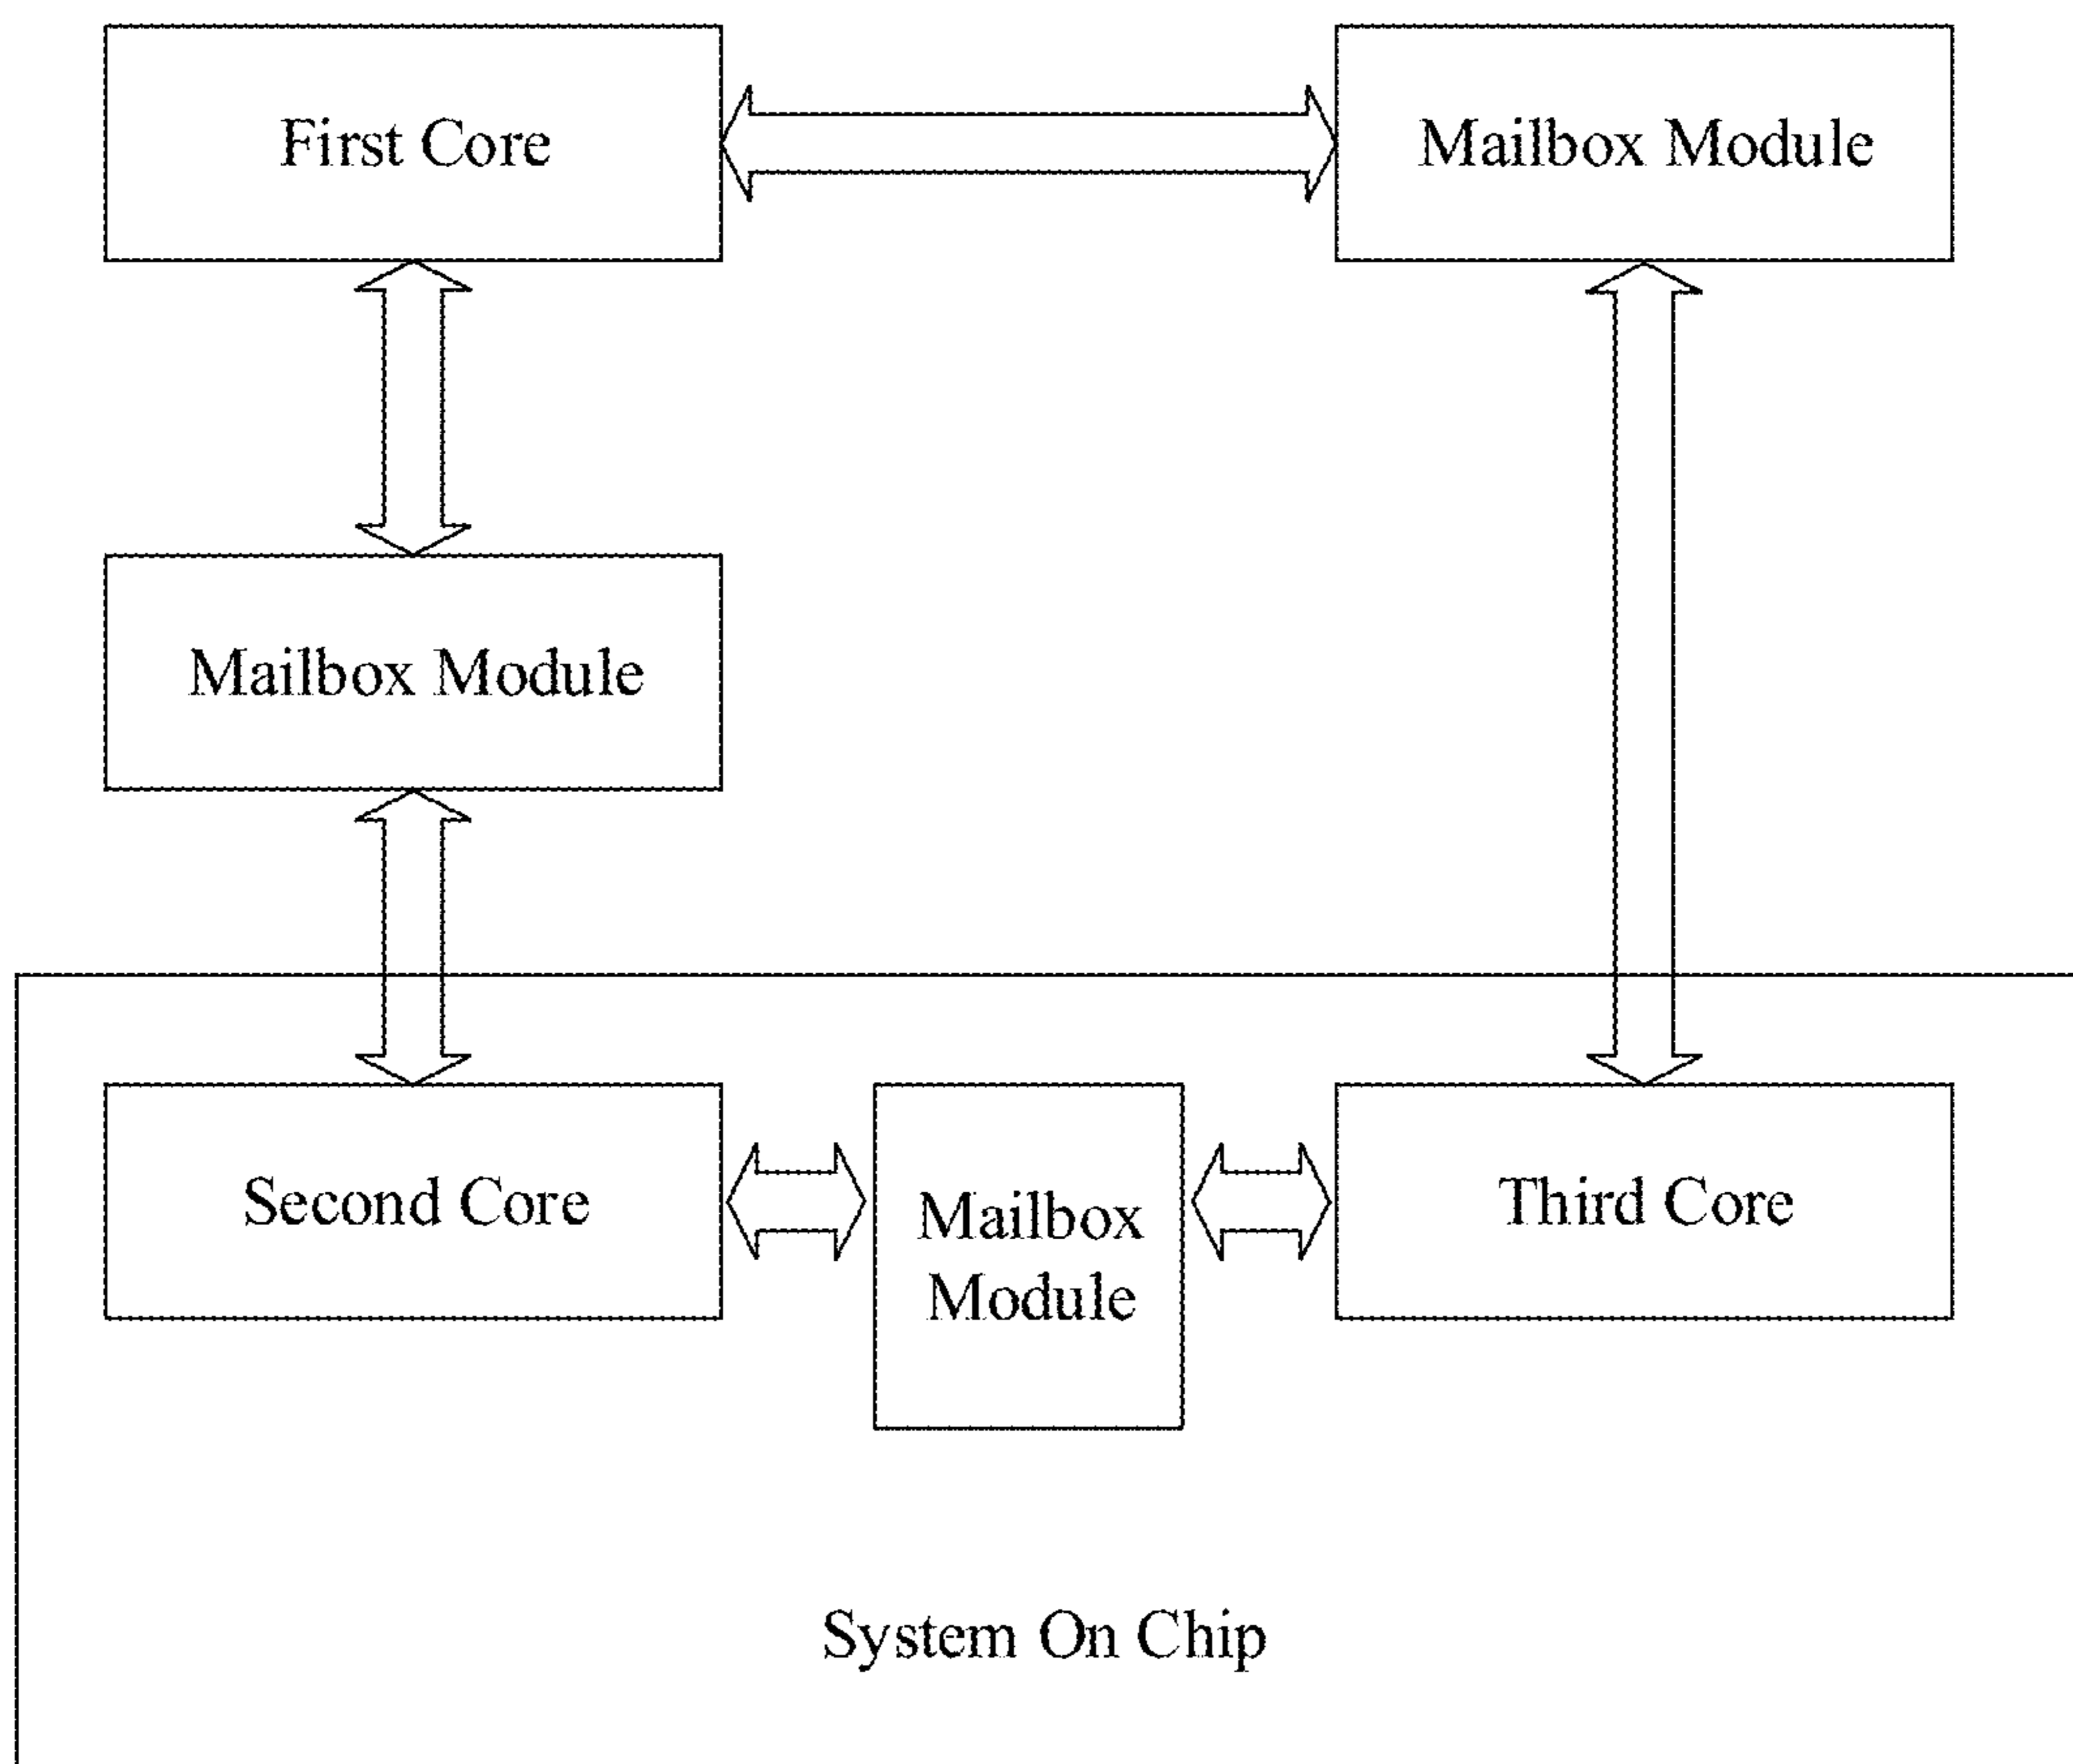 First Core
Mailbox Module
Mailbox Module
Second Core
Mailbox
Module
Third Core
System On Chip